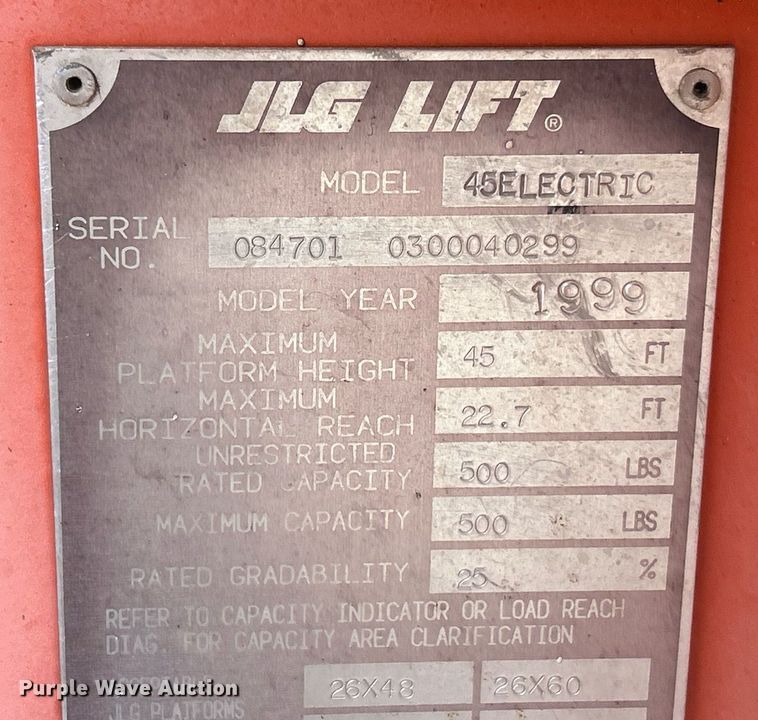 JLG LIFT®
MODEL 45ELECTRIC
SERIAL NO. 084701 0300040299
MODEL YEAR 1999
MAXIMUM
PLATFORM HEIGHT 45 FT
MAXIMUM
HORIZONTAL REACH 22.7 FT
UNRESTRICTED
RATED CAPACITY 500 LBS
MAXIMUM CAPACITY 500 LBS
RATED GRADABILITY 25 %
REFER TO CAPACITY INDICATOR OR LOAD REACH
DIAG. FOR CAPACITY AREA CLARIFICATION
26X48 26X60
JLG PLATFORMS
Purple Wave Auction